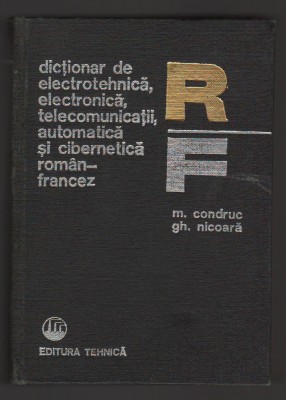 dicționar de
electrotehnică,
electronică,
telecomunicații,
automatică
și cibernetică
român–
francez
R
F
m. condruc
gh. nicoară
EDITURA TEHNICĂ